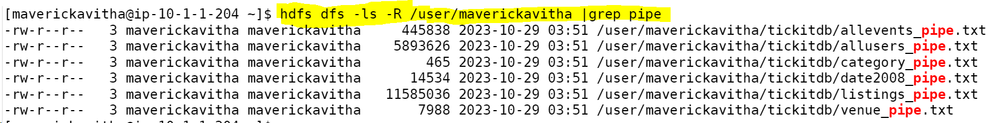 [maverickavitha@ip-10-1-1-204 ~]$ hdfs dfs -ls -R /user/maverickavitha |grep pipe
-rw-r--r--   3 maverickavitha maverickavitha     445838 2023-10-29 03:51 /user/maverickavitha/tickitdb/allevents_pipe.txt
-rw-r--r--   3 maverickavitha maverickavitha    5893626 2023-10-29 03:51 /user/maverickavitha/tickitdb/allusers_pipe.txt
-rw-r--r--   3 maverickavitha maverickavitha        465 2023-10-29 03:51 /user/maverickavitha/tickitdb/category_pipe.txt
-rw-r--r--   3 maverickavitha maverickavitha      14534 2023-10-29 03:51 /user/maverickavitha/tickitdb/date2008_pipe.txt
-rw-r--r--   3 maverickavitha maverickavitha   11585036 2023-10-29 03:51 /user/maverickavitha/tickitdb/listings_pipe.txt
-rw-r--r--   3 maverickavitha maverickavitha       7988 2023-10-29 03:51 /user/maverickavitha/tickitdb/venue_pipe.txt